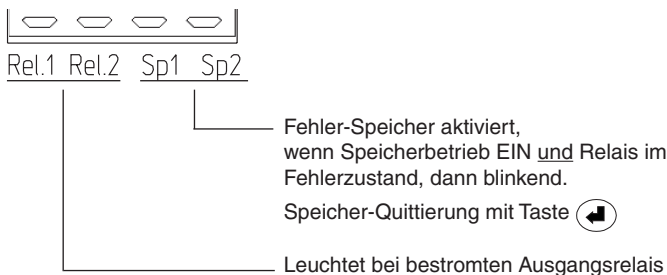 Rel.1 Rel.2 Sp1 Sp2
Fehler-Speicher aktiviert,
wenn Speicherbetrieb EIN und Relais im
Fehlerzustand, dann blinkend.
Speicher-Quittierung mit Taste
Leuchtet bei bestromten Ausgangsrelais